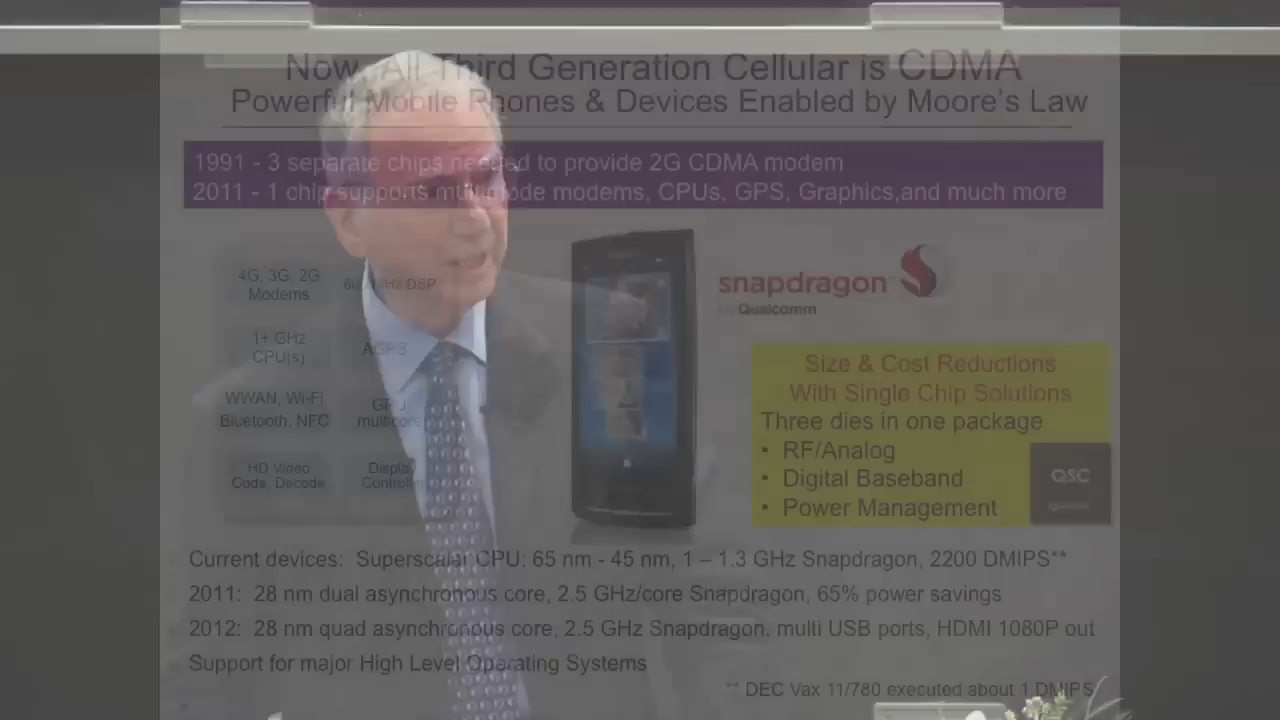 Now, All Third Generation Cellular is CDMA
Powerful Mobile Phones & Devices Enabled by Moore's Law
1991 - 3 separate chips needed to provide 2G CDMA modem
2011 - 1 chip supports multimode modems, CPUs, GPS, Graphics,and much more
4G, 3G, 2G
Modems
DSP
1+ GHz
CPU(s)
AGPS
WWAN, Wi-Fi
Bluetooth, NFC
GPU
multicore
HD Video
Code, Decode
Display
Controller
snapdragon
by Qualcomm
Size & Cost Reductions
With Single Chip Solutions
Three dies in one package
• RF/Analog
• Digital Baseband
• Power Management
QSC
Current devices: Superscalar CPU: 65 nm - 45 nm, 1 – 1.3 GHz Snapdragon, 2200 DMIPS**
2011: 28 nm dual asynchronous core, 2.5 GHz/core Snapdragon, 65% power savings
2012: 28 nm quad asynchronous core, 2.5 GHz Snapdragon. multi USB ports, HDMI 1080P out
Support for major High Level Operating Systems
** DEC Vax 11/780 executed about 1 DMIPS